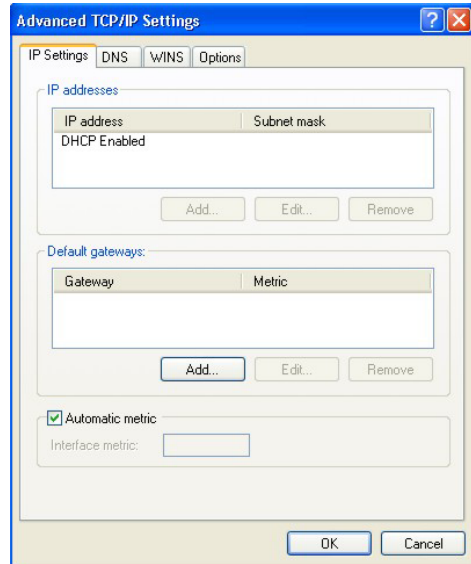 Advanced TCP/IP Settings
IP Settings DNS WINS Options
IP addresses
IP address Subnet mask
DHCP Enabled
Add... Edit... Remove
Default gateways:
Gateway Metric
Add... Edit... Remove
Automatic metric
Interface metric:
OK Cancel